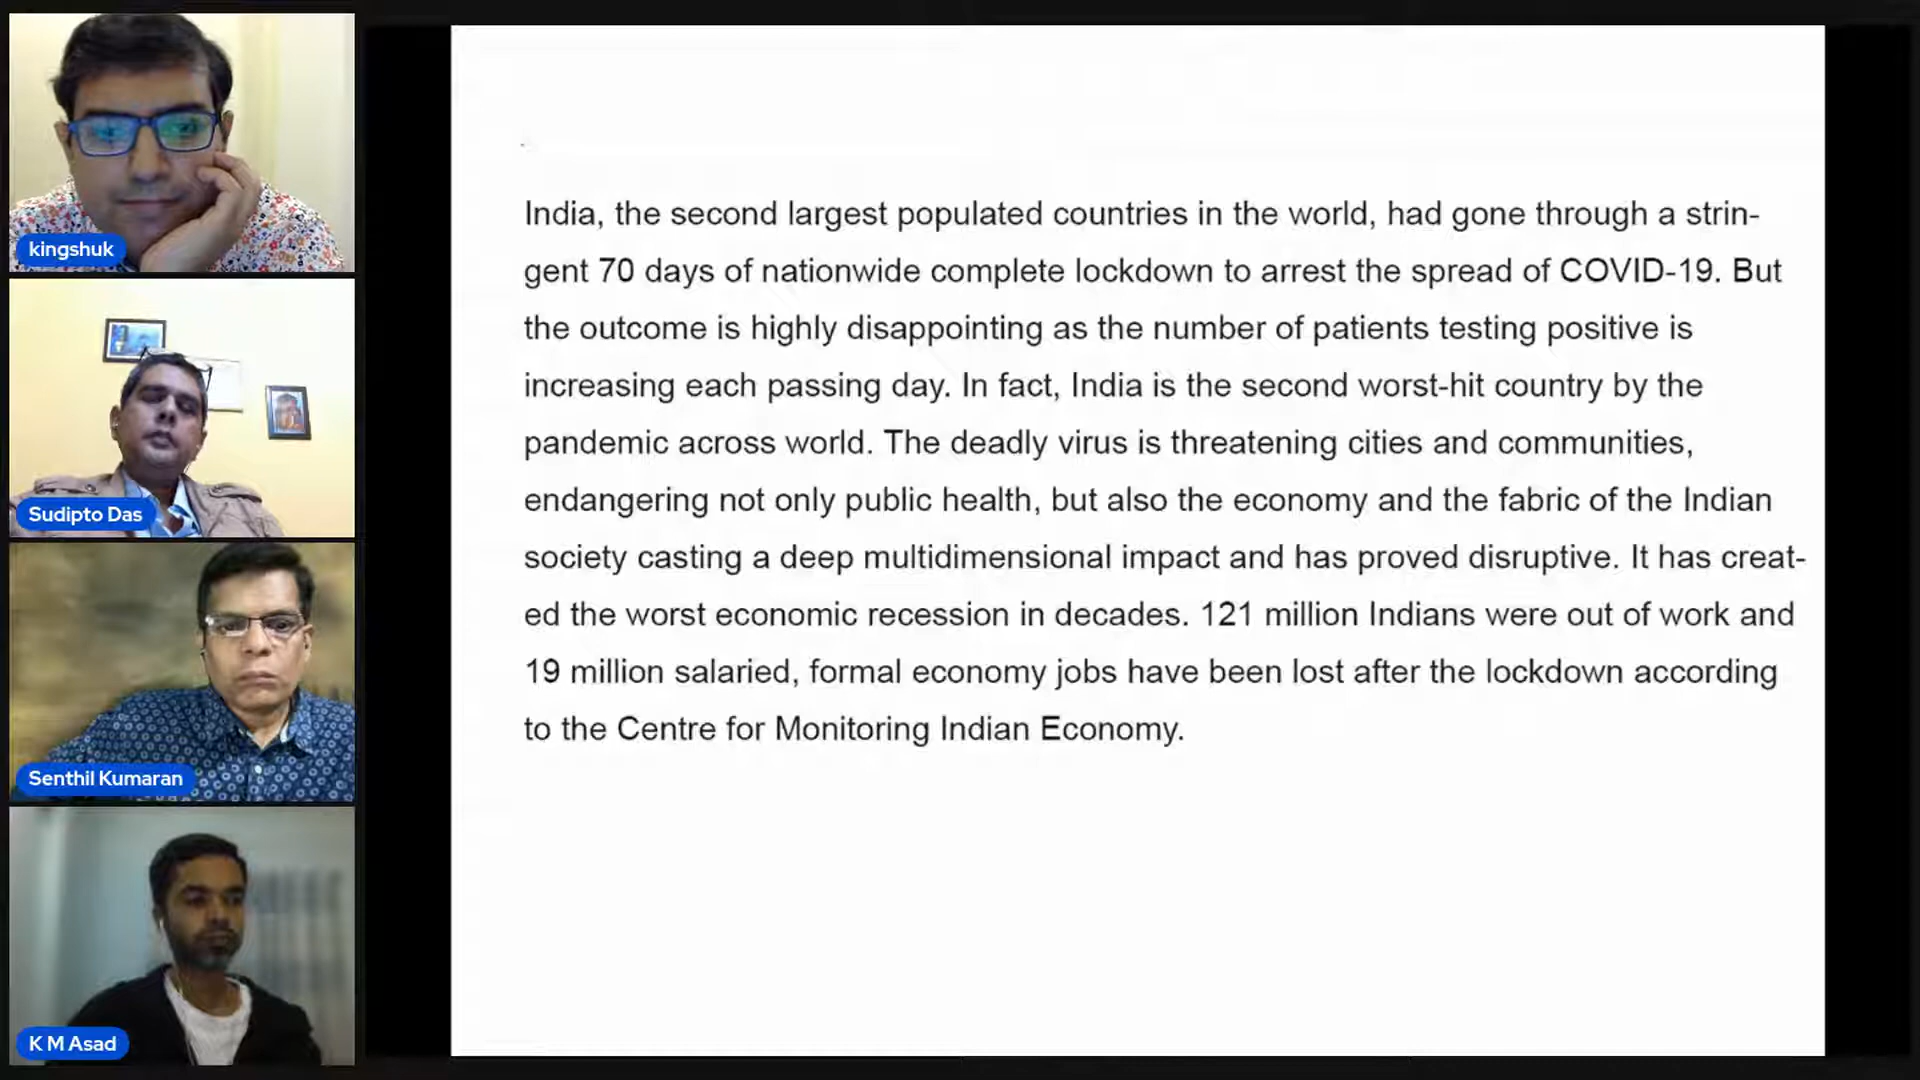 kingshuk
Sudipto Das
Senthil Kumaran
K M Asad
India, the second largest populated countries in the world, had gone through a strin-
gent 70 days of nationwide complete lockdown to arrest the spread of COVID-19. But
the outcome is highly disappointing as the number of patients testing positive is
increasing each passing day. In fact, India is the second worst-hit country by the
pandemic across world. The deadly virus is threatening cities and communities,
endangering not only public health, but also the economy and the fabric of the Indian
society casting a deep multidimensional impact and has proved disruptive. It has creat-
ed the worst economic recession in decades. 121 million Indians were out of work and
19 million salaried, formal economy jobs have been lost after the lockdown according
to the Centre for Monitoring Indian Economy.